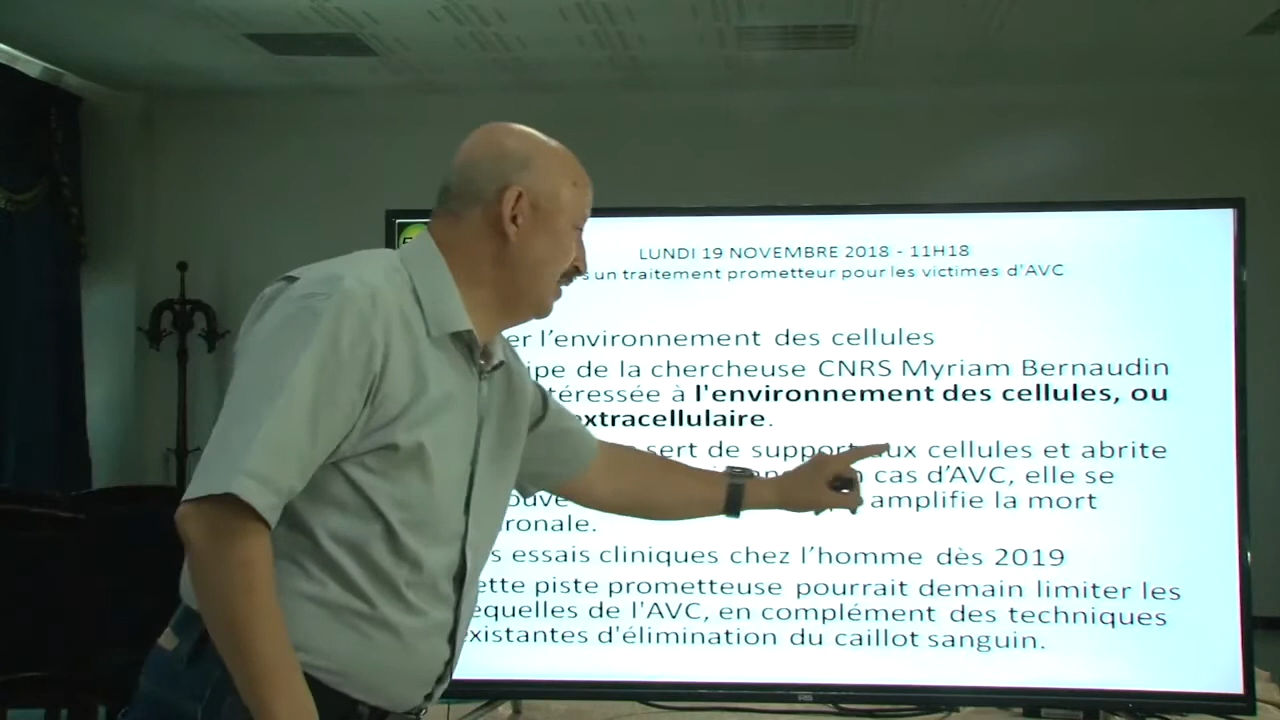 LUNDI 19 NOVEMBRE 2018 - 11H18
un traitement prometteur pour les victimes d'AVC
l'environnement des cellules
de la chercheuse CNRS Myriam Bernaudin
à l'environnement des cellules, ou
extracellulaire.
sert de support aux cellules et abrite
cas d'AVC, elle se
amplifie la mort
essais cliniques chez l'homme dès 2019
piste prometteuse pourrait demain limiter les
de l'AVC, en complément des techniques
existantes d'élimination du caillot sanguin.